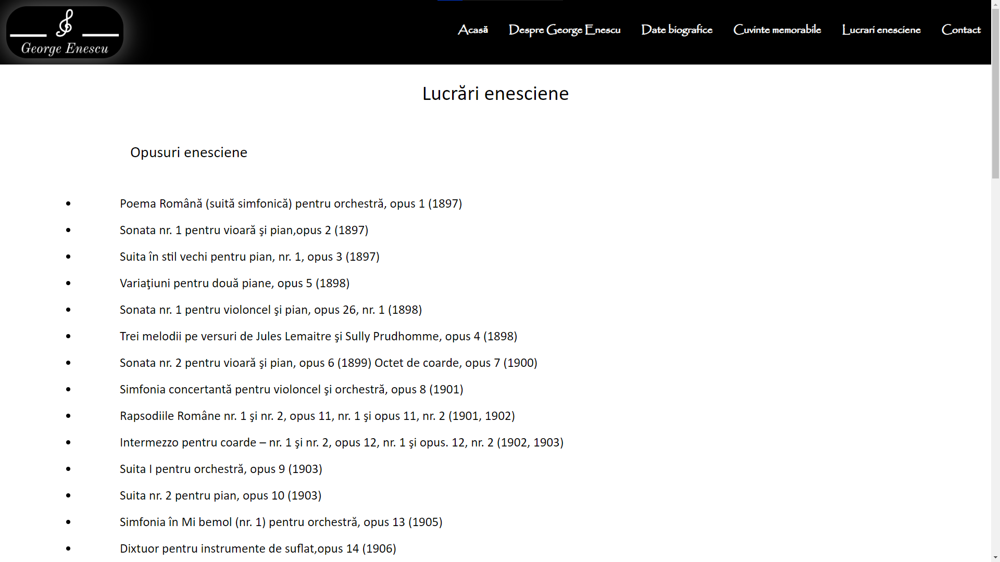 George Enescu
Acasă Despre George Enescu Date biografice Cuvinte memorabile Lucrari enesciene Contact
Lucrări enesciene
Opusuri enesciene
• Poema Română (suită simfonică) pentru orchestră, opus 1 (1897)
• Sonata nr. 1 pentru vioară şi pian,opus 2 (1897)
• Suita în stil vechi pentru pian, nr. 1, opus 3 (1897)
• Variaţiuni pentru două piane, opus 5 (1898)
• Sonata nr. 1 pentru violoncel şi pian, opus 26, nr. 1 (1898)
• Trei melodii pe versuri de Jules Lemaitre şi Sully Prudhomme, opus 4 (1898)
• Sonata nr. 2 pentru vioară şi pian, opus 6 (1899) Octet de coarde, opus 7 (1900)
• Simfonia concertantă pentru violoncel şi orchestră, opus 8 (1901)
• Rapsodiile Române nr. 1 şi nr. 2, opus 11, nr. 1 şi opus 11, nr. 2 (1901, 1902)
• Intermezzo pentru coarde – nr. 1 şi nr. 2, opus 12, nr. 1 şi opus. 12, nr. 2 (1902, 1903)
• Suita I pentru orchestră, opus 9 (1903)
• Suita nr. 2 pentru pian, opus 10 (1903)
• Simfonia în Mi bemol (nr. 1) pentru orchestră, opus 13 (1905)
• Dixtuor pentru instrumente de suflat,opus 14 (1906)